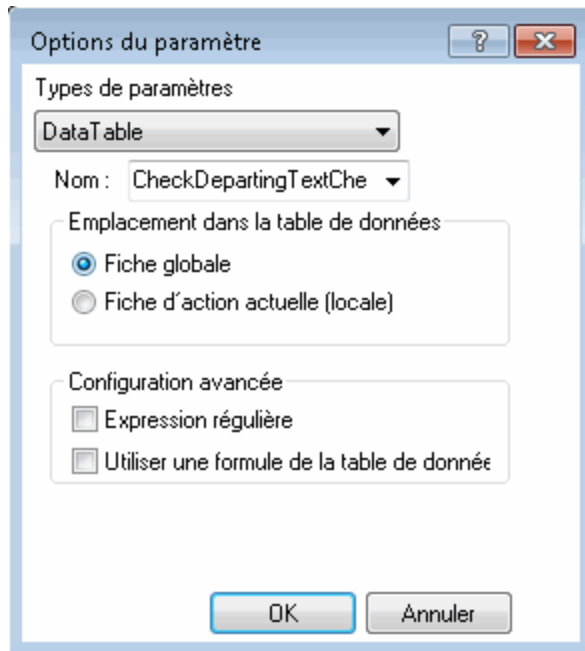 Options du paramètre
Types de paramètres
DataTable
Nom : CheckDepartingTextChe
Emplacement dans la table de données
Fiche globale
Fiche d´action actuelle (locale)
Configuration avancée
Expression régulière
Utiliser une formule de la table de donnée
OK Annuler